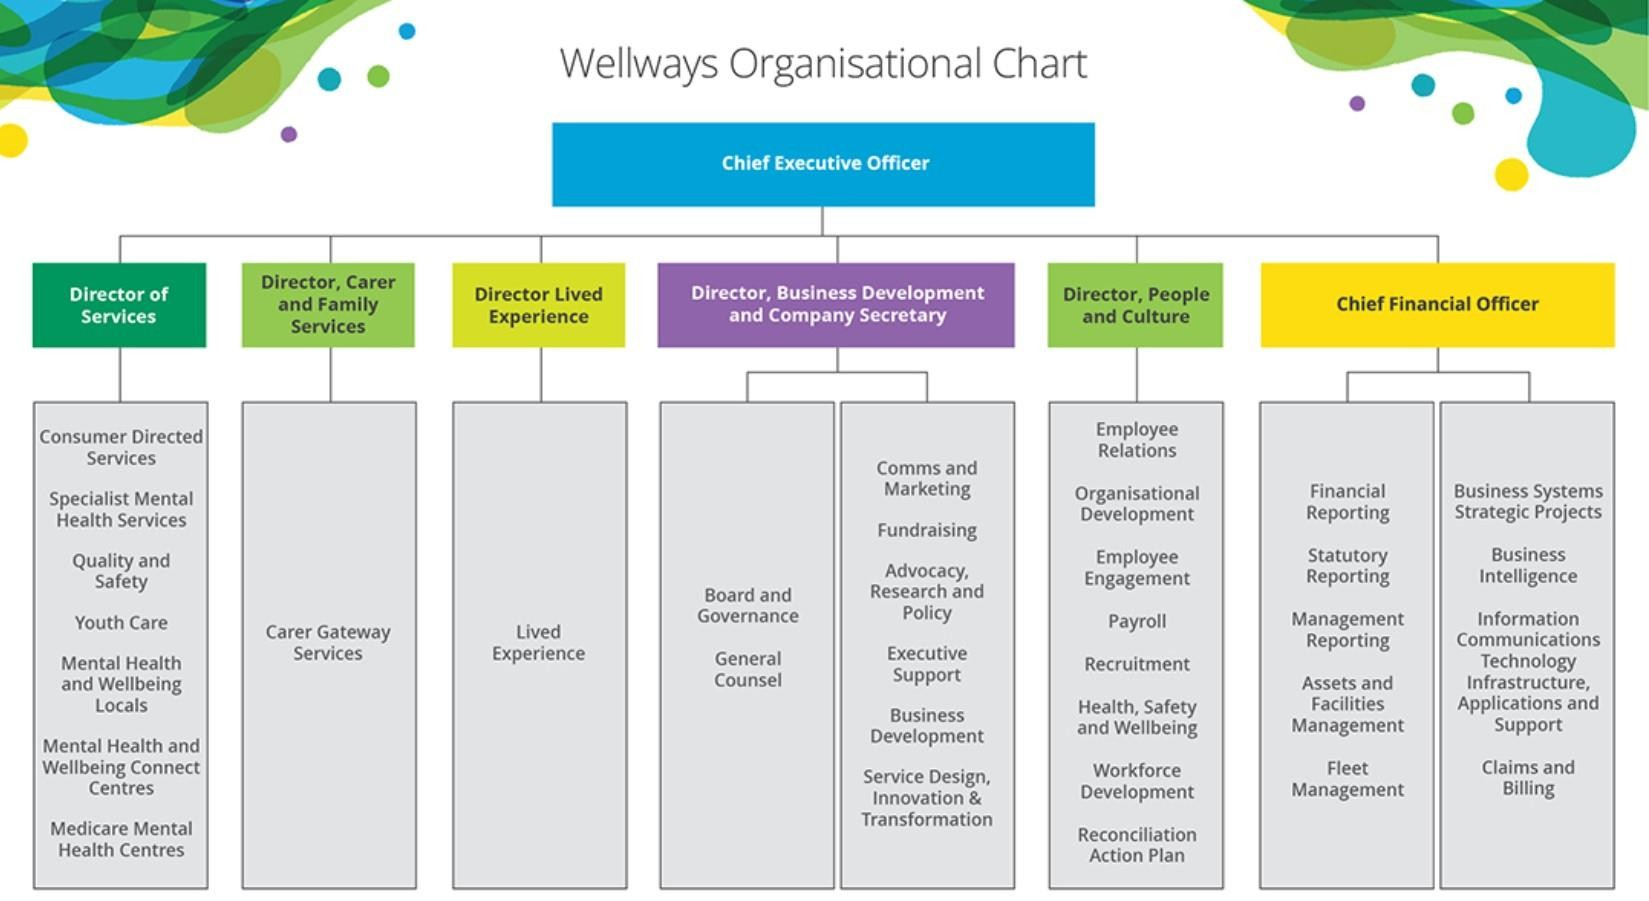 Wellways Organisational Chart
Chief Executive Officer
Director of
Services
Director, Carer
and Family
Services
Director Lived
Experience
Director, Business Development
and Company Secretary
Director, People
and Culture
Chief Financial Officer
Consumer Directed
Services
Specialist Mental
Health Services
Quality and
Safety
Youth Care
Mental Health
and Wellbeing
Locals
Mental Health and
Wellbeing Connect
Centres
Medicare Mental
Health Centres
Carer Gateway
Services
Lived
Experience
Board and
Governance
General
Counsel
Comms and
Marketing
Fundraising
Advocacy,
Research and
Policy
Executive
Support
Business
Development
Service Design,
Innovation &
Transformation
Employee
Relations
Organisational
Development
Employee
Engagement
Payroll
Recruitment
Health, Safety
and Wellbeing
Workforce
Development
Reconciliation
Action Plan
Financial
Reporting
Statutory
Reporting
Management
Reporting
Assets and
Facilities
Management
Fleet
Management
Business Systems
Strategic Projects
Business
Intelligence
Information
Communications
Technology
Infrastructure,
Applications and
Support
Claims and
Billing